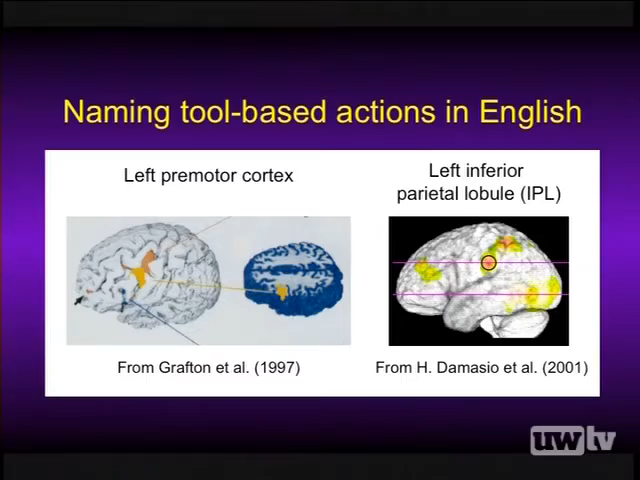 Naming tool-based actions in English
Left premotor cortex
Left inferior
parietal lobule (IPL)
From Grafton et al. (1997)
From H. Damasio et al. (2001)
uwtv